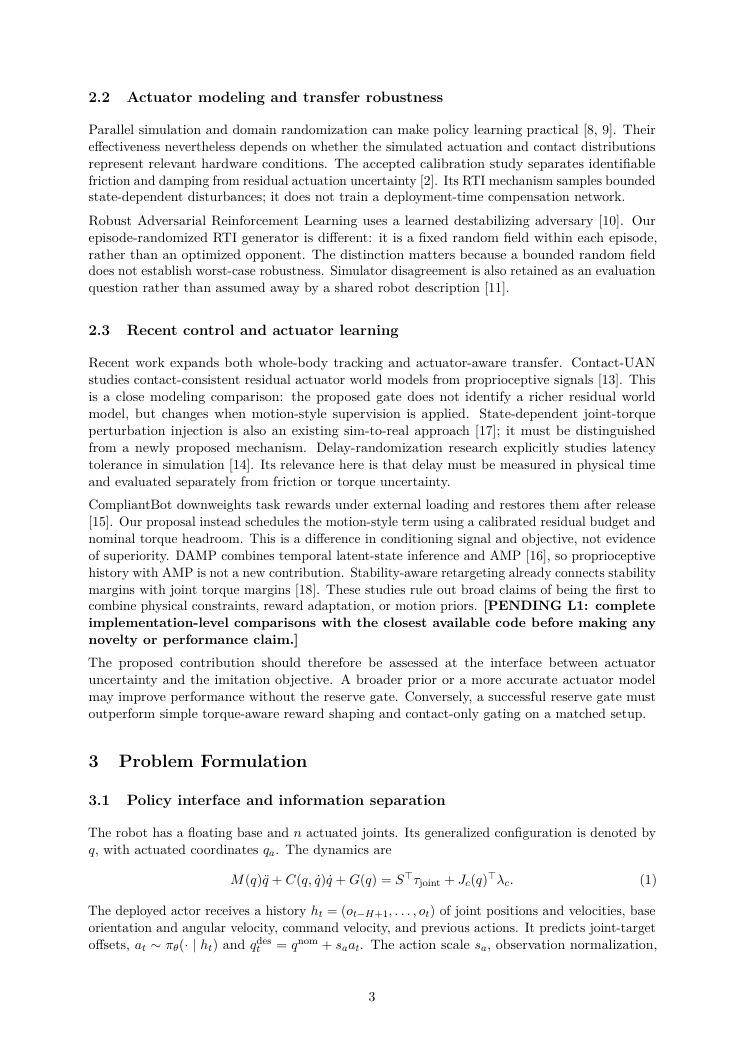 2.2 Actuator modeling and transfer robustness
Parallel simulation and domain randomization can make policy learning practical [8, 9]. Their
effectiveness nevertheless depends on whether the simulated actuation and contact distributions
represent relevant hardware conditions. The accepted calibration study separates identifiable
friction and damping from residual actuation uncertainty [2]. Its RTI mechanism samples bounded
state-dependent disturbances; it does not train a deployment-time compensation network.
Robust Adversarial Reinforcement Learning uses a learned destabilizing adversary [10]. Our
episode-randomized RTI generator is different: it is a fixed random field within each episode,
rather than an optimized opponent. The distinction matters because a bounded random field
does not establish worst-case robustness. Simulator disagreement is also retained as an evaluation
question rather than assumed away by a shared robot description [11].
2.3 Recent control and actuator learning
Recent work expands both whole-body tracking and actuator-aware transfer. Contact-UAN
studies contact-consistent residual actuator world models from proprioceptive signals [13]. This
is a close modeling comparison: the proposed gate does not identify a richer residual world
model, but changes when motion-style supervision is applied. State-dependent joint-torque
perturbation injection is also an existing sim-to-real approach [17]; it must be distinguished
from a newly proposed mechanism. Delay-randomization research explicitly studies latency
tolerance in simulation [14]. Its relevance here is that delay must be measured in physical time
and evaluated separately from friction or torque uncertainty.
CompliantBot downweights task rewards under external loading and restores them after release
[15]. Our proposal instead schedules the motion-style term using a calibrated residual budget and
nominal torque headroom. This is a difference in conditioning signal and objective, not evidence
of superiority. DAMP combines temporal latent-state inference and AMP [16], so proprioceptive
history with AMP is not a new contribution. Stability-aware retargeting already connects stability
margins with joint torque margins [18]. These studies rule out broad claims of being the first to
combine physical constraints, reward adaptation, or motion priors. [PENDING L1: complete
implementation-level comparisons with the closest available code before making any
novelty or performance claim.]
The proposed contribution should therefore be assessed at the interface between actuator
uncertainty and the imitation objective. A broader prior or a more accurate actuator model
may improve performance without the reserve gate. Conversely, a successful reserve gate must
outperform simple torque-aware reward shaping and contact-only gating on a matched setup.
3 Problem Formulation
3.1 Policy interface and information separation
The robot has a floating base and n actuated joints. Its generalized configuration is denoted by
q, with actuated coordinates qₐ. The dynamics are
M(q)q̈ + C(q, q̇)q̇ + G(q) = S^⊤τ_joint + J_c(q)^⊤λ_c. (1)
The deployed actor receives a history h_t = (o_{t−H+1}, . . . , o_t) of joint positions and velocities, base
orientation and angular velocity, command velocity, and previous actions. It predicts joint-target
offsets, a_t ∼ π_θ(· | h_t) and q_t^des = q^nom + s_a a_t. The action scale s_a, observation normalization,
3